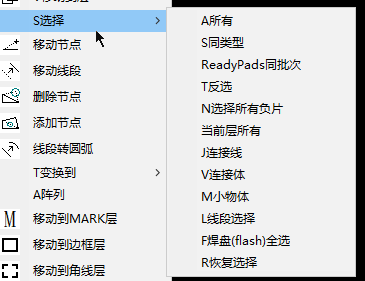 S选择
移动节点
移动线段
删除节点
添加节点
线段转圆弧
T变换到
A阵列
移动到MARK层
移动到边框层
移动到角线层
A所有
S同类型
ReadyPads同批次
T反选
N选择所有负片
当前层所有
J连接线
V连接体
M小物体
L线段选择
F焊盘(flash)全选
R恢复选择